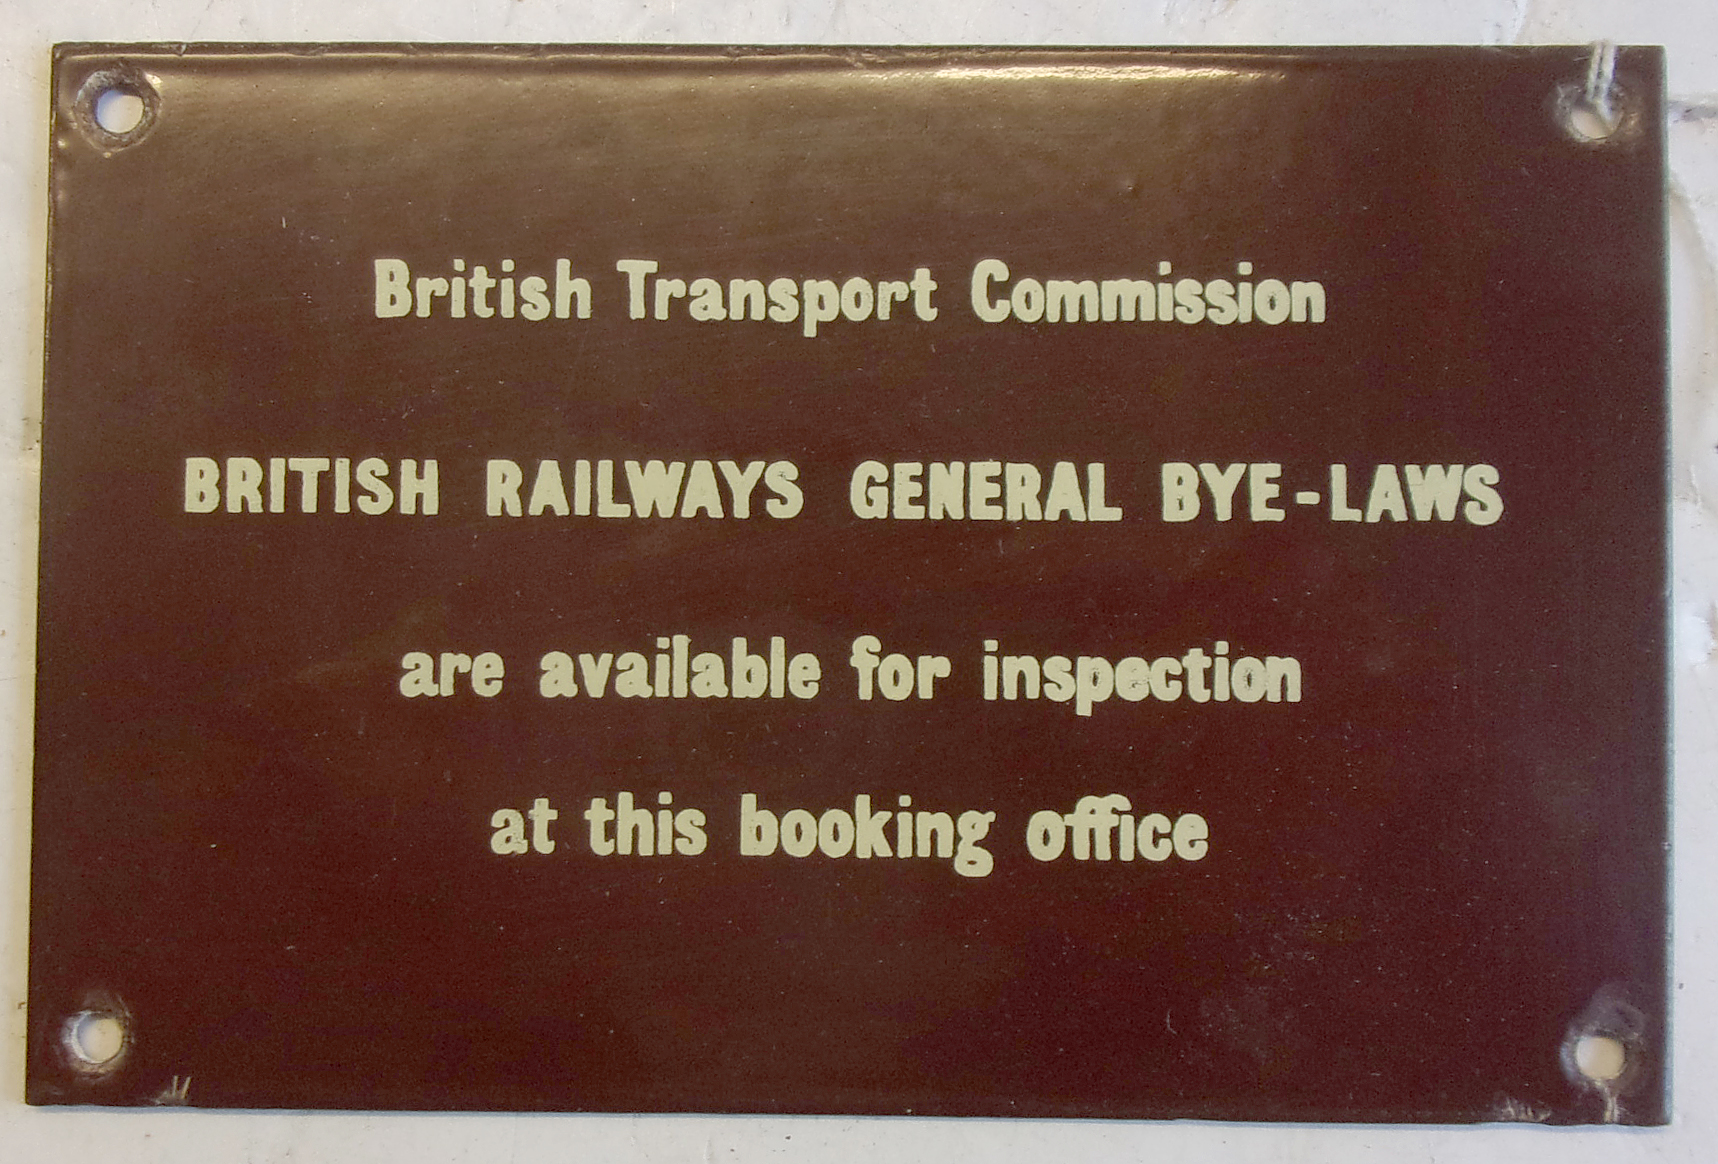 British Transport Commission
BRITISH RAILWAYS GENERAL BYE-LAWS
are available for inspection
at this booking office